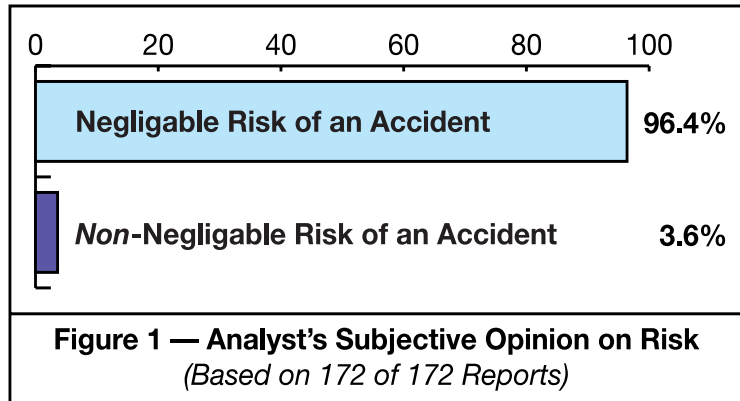 0 20 40 60 80 100
Negligable Risk of an Accident 96.4%
Non-Negligable Risk of an Accident 3.6%
Figure 1 — Analyst’s Subjective Opinion on Risk
(Based on 172 of 172 Reports)